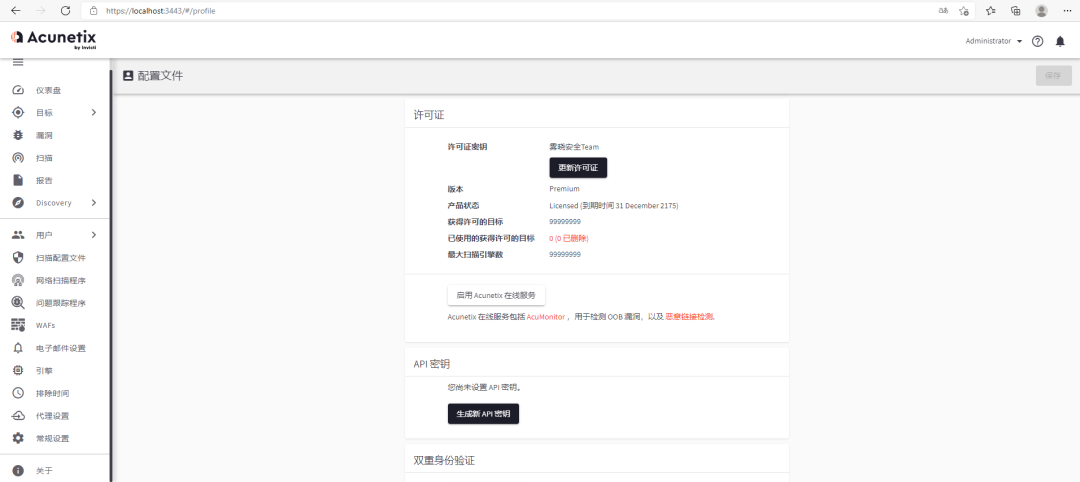 https://localhost:3443/#/profile
Acunetix
by Invicti
Administrator
仪表盘
目标
漏洞
扫描
报告
Discovery
用户
扫描配置文件
网络扫描程序
问题跟踪程序
WAFs
电子邮件设置
引擎
排除时间
代理设置
常规设置
关于
配置文件
保存
许可证
许可证密钥 雾晓安全Team
更新许可证
版本 Premium
产品状态 Licensed (到期时间 31 December 2175)
获得许可的目标 99999999
已使用的获得许可的目标 0 (0 已删除)
最大扫描引擎数 99999999
启用 Acunetix 在线服务
Acunetix 在线服务包括 AcuMonitor ，用于检测 OOB 漏洞，以及 恶意链接检测.
API 密钥
您尚未设置 API 密钥。
生成新 API 密钥
双重身份验证